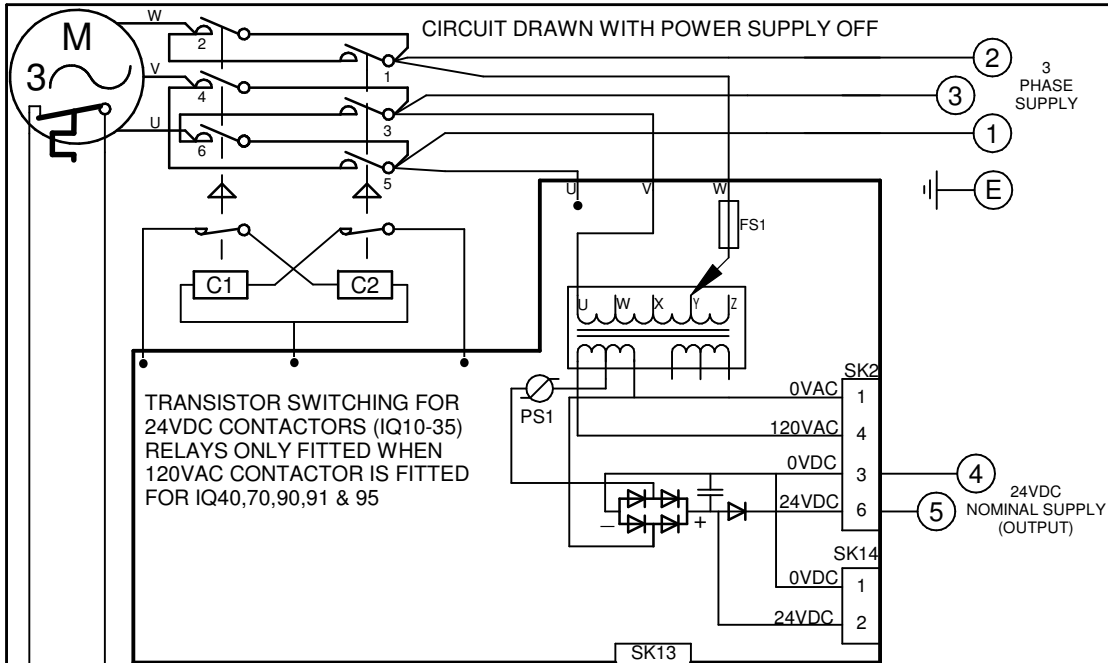 CIRCUIT DRAWN WITH POWER SUPPLY OFF
W
M
3
V
U
2
4
6
1
3
5
2
3
1
E
3
PHASE
SUPPLY
C1
C2
U
V
W
FS1
U
W
X
Y
Z
PS1
TRANSISTOR SWITCHING FOR
24VDC CONTACTORS (IQ10-35)
RELAYS ONLY FITTED WHEN
120VAC CONTACTOR IS FITTED
FOR IQ40,70,90,91 & 95
SK2
0VAC 1
120VAC 4
0VDC 3
24VDC 6
4
5
24VDC
NOMINAL SUPPLY
(OUTPUT)
– +
SK14
0VDC 1
24VDC 2
SK13